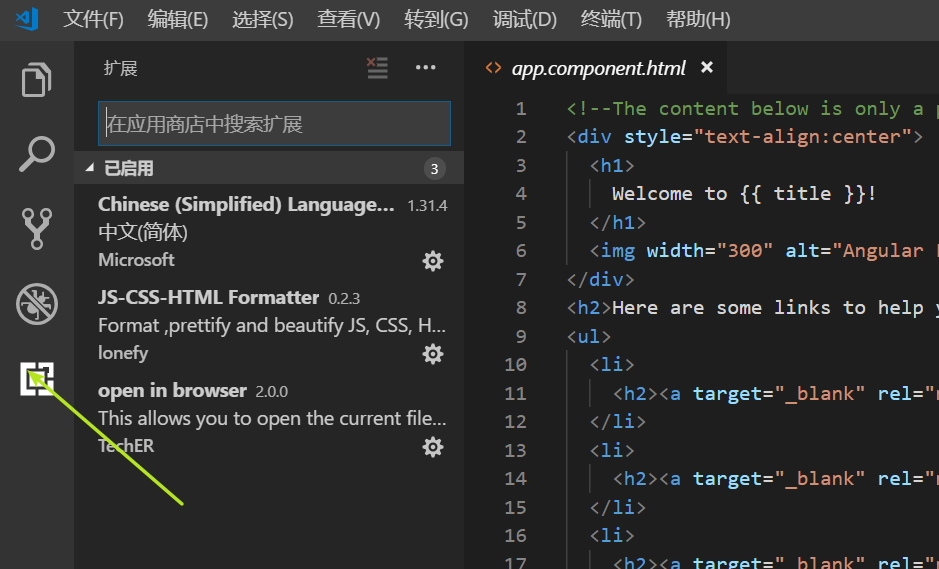 文件(F) 编辑(E) 选择(S) 查看(V) 转到(G) 调试(D) 终端(T) 帮助(H)
扩展
在应用商店中搜索扩展
已启用 3
Chinese (Simplified) Language... 1.31.4
中文(简体)
Microsoft
JS-CSS-HTML Formatter 0.2.3
Format ,prettify and beautify JS, CSS, H...
lonefy
open in browser 2.0.0
This allows you to open the current file...
TechER
app.component.html
1 <!--The content below is only a
2 <div style="text-align:center">
3 <h1>
4 Welcome to {{ title }}!
5 </h1>
6 <img width="300" alt="Angular
7 </div>
8 <h2>Here are some links to help
9 <ul>
10 <li>
11 <h2><a target="_blank" rel="
12 </li>
13 <li>
14 <h2><a target="_blank" rel="
15 </li>
16 <li>
17 <h2><a target="_blank" rel="